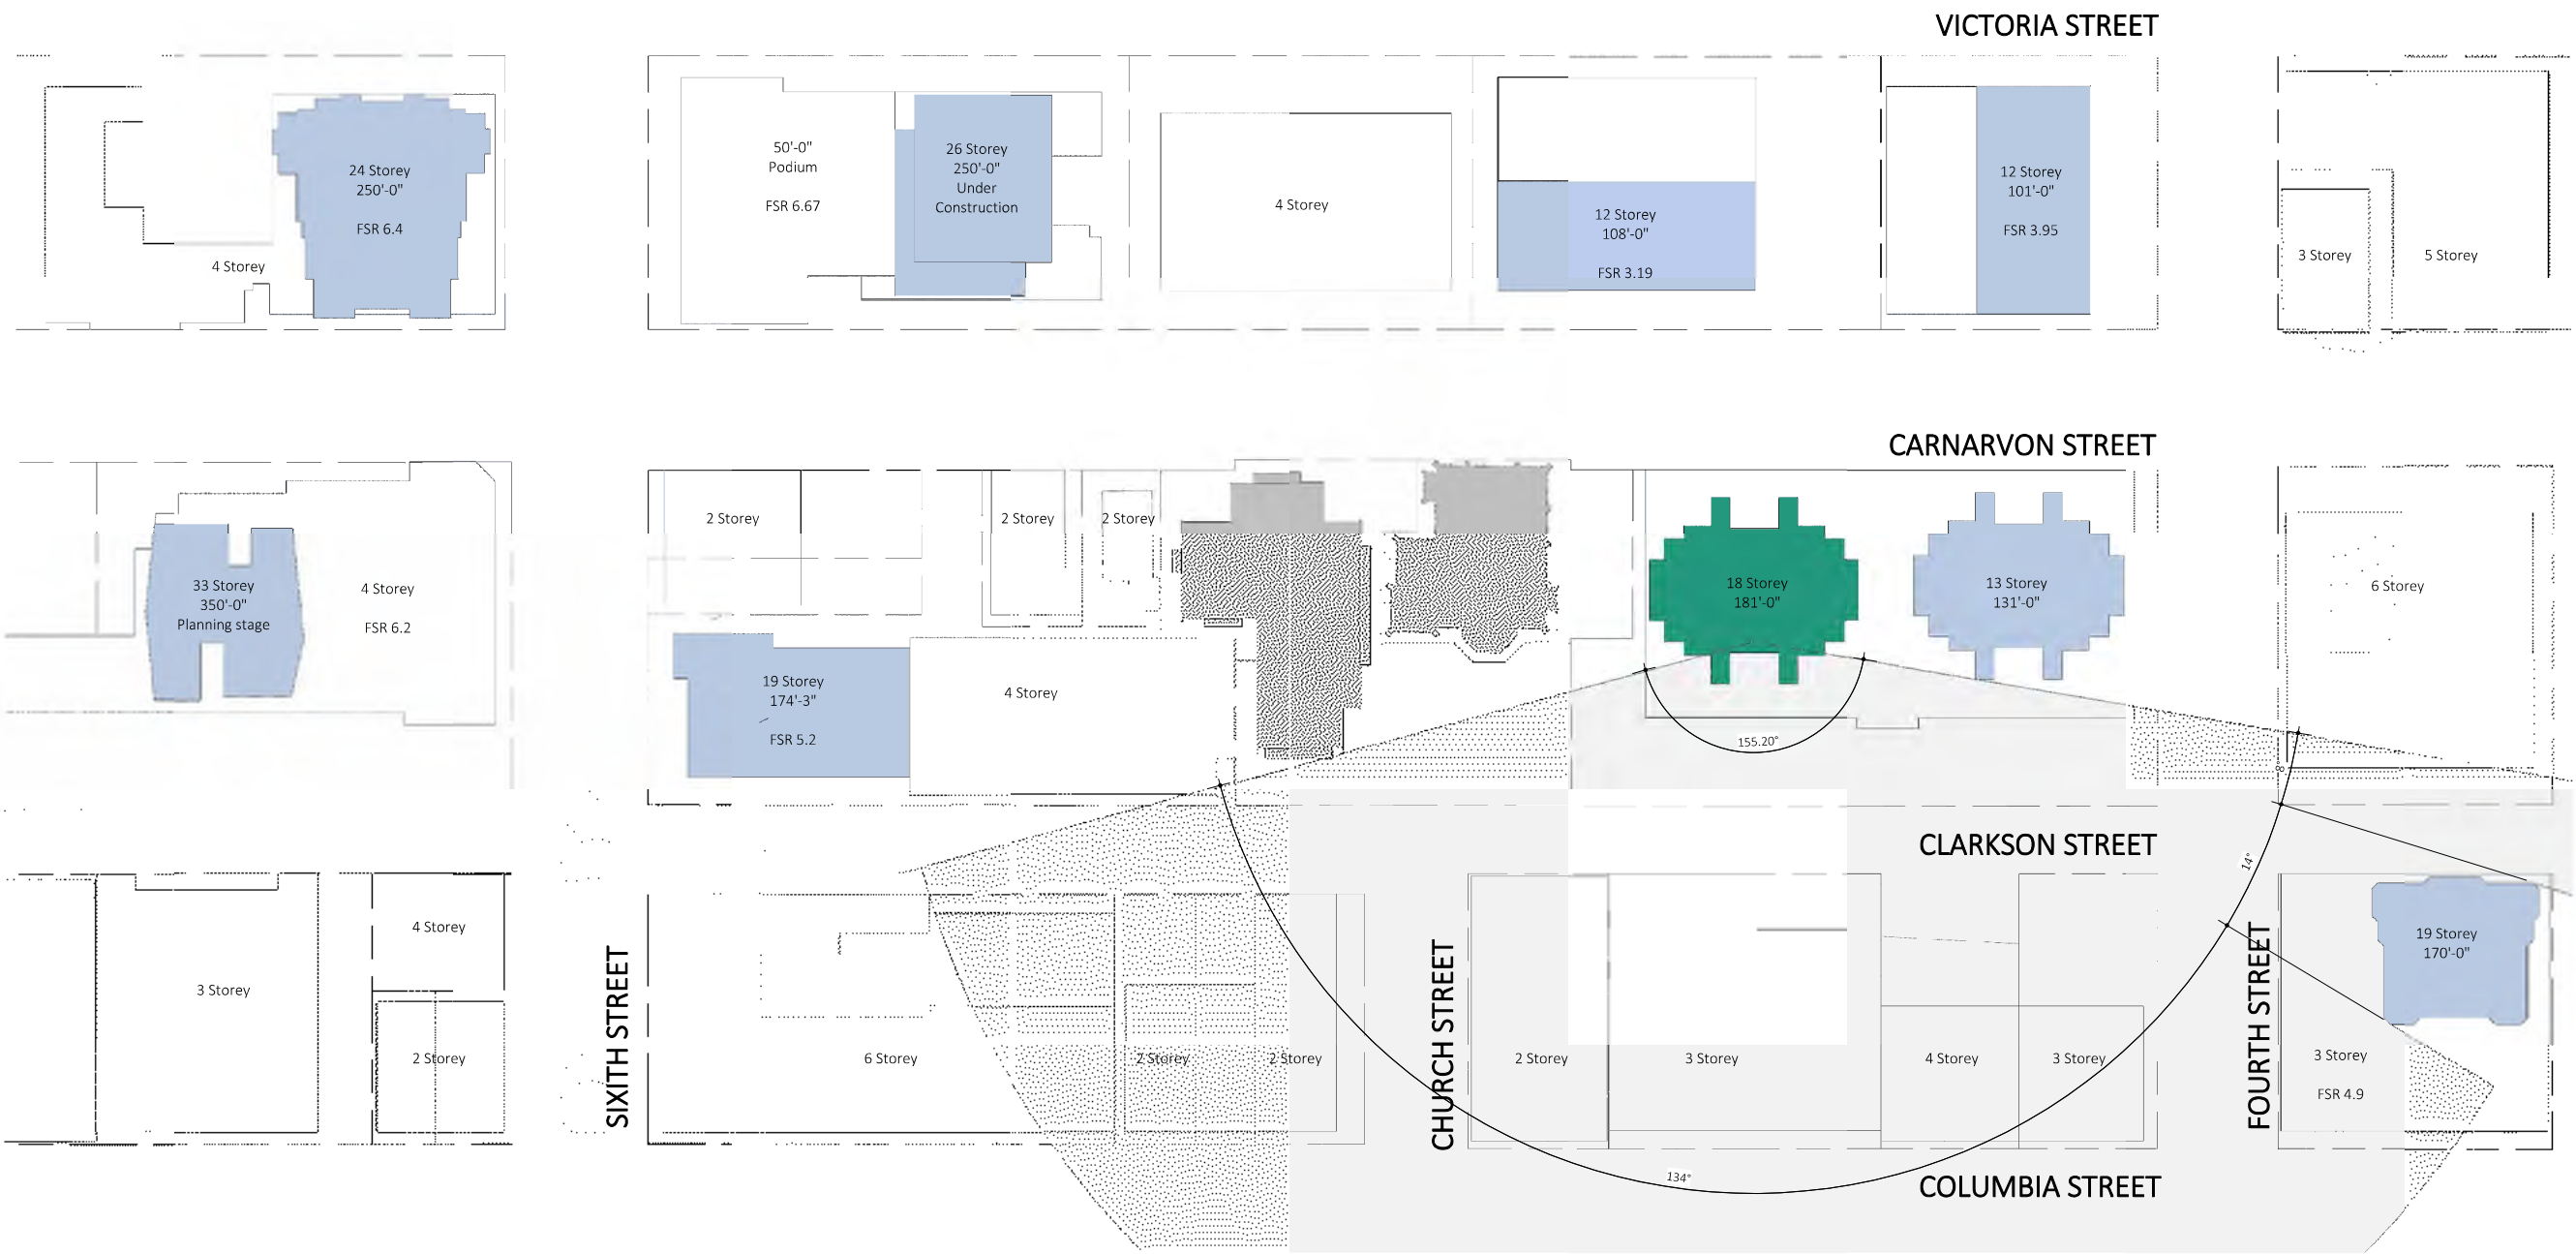 VICTORIA STREET
24 Storey
250'-0"
FSR 6.4
4 Storey
50'-0"
Podium
FSR 6.67
26 Storey
250'-0"
Under
Construction
4 Storey
12 Storey
108'-0"
FSR 3.19
12 Storey
101'-0"
FSR 3.95
3 Storey
5 Storey
CARNARVON STREET
33 Storey
350'-0"
Planning stage
4 Storey
FSR 6.2
2 Storey
2 Storey
2 Storey
19 Storey
174'-3"
FSR 5.2
4 Storey
18 Storey
181'-0"
13 Storey
131'-0"
6 Storey
155.20°
CLARKSON STREET
14°
3 Storey
4 Storey
2 Storey
SIXITH STREET
6 Storey
2 Storey
2 Storey
CHURCH STREET
2 Storey
3 Storey
4 Storey
3 Storey
FOURTH STREET
19 Storey
170'-0"
3 Storey
FSR 4.9
134°
COLUMBIA STREET